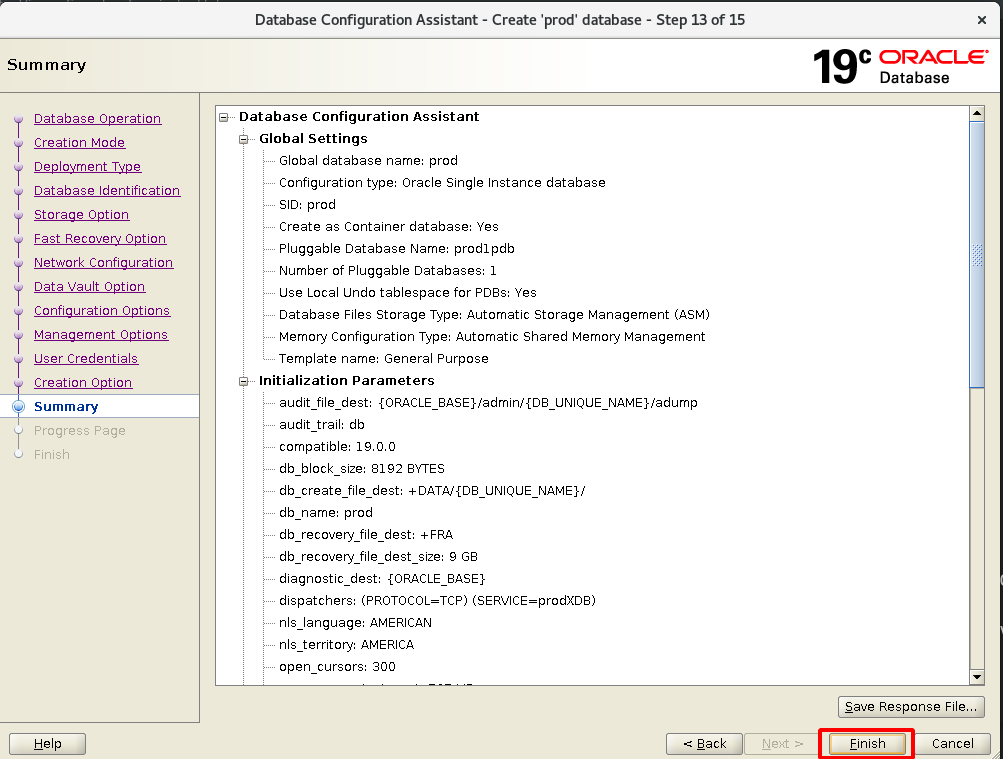 Database Configuration Assistant - Create 'prod' database - Step 13 of 15
Summary
19c ORACLE
Database
Database Operation
Creation Mode
Deployment Type
Database Identification
Storage Option
Fast Recovery Option
Network Configuration
Data Vault Option
Configuration Options
Management Options
User Credentials
Creation Option
Summary
Progress Page
Finish
Database Configuration Assistant
Global Settings
Global database name: prod
Configuration type: Oracle Single Instance database
SID: prod
Create as Container database: Yes
Pluggable Database Name: prod1pdb
Number of Pluggable Databases: 1
Use Local Undo tablespace for PDBs: Yes
Database Files Storage Type: Automatic Storage Management (ASM)
Memory Configuration Type: Automatic Shared Memory Management
Template name: General Purpose
Initialization Parameters
audit_file_dest: {ORACLE_BASE}/admin/{DB_UNIQUE_NAME}/adump
audit_trail: db
compatible: 19.0.0
db_block_size: 8192 BYTES
db_create_file_dest: +DATA/{DB_UNIQUE_NAME}/
db_name: prod
db_recovery_file_dest: +FRA
db_recovery_file_dest_size: 9 GB
diagnostic_dest: {ORACLE_BASE}
dispatchers: (PROTOCOL=TCP) (SERVICE=prodXDB)
nls_language: AMERICAN
nls_territory: AMERICA
open_cursors: 300
Save Response File...
Help
< Back
Next >
Finish
Cancel